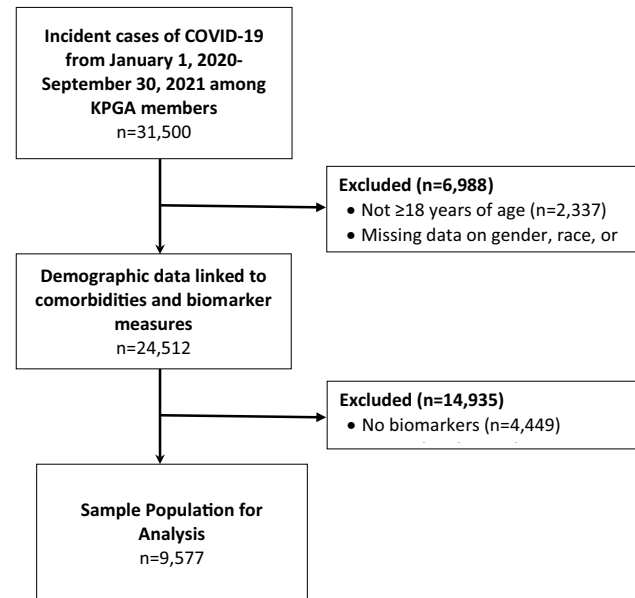 Incident cases of COVID-19
from January 1, 2020-
September 30, 2021 among
KPGA members
n=31,500
Excluded (n=6,988)
• Not ≥18 years of age (n=2,337)
• Missing data on gender, race, or
Demographic data linked to
comorbidities and biomarker
measures
n=24,512
Excluded (n=14,935)
• No biomarkers (n=4,449)
Sample Population for
Analysis
n=9,577